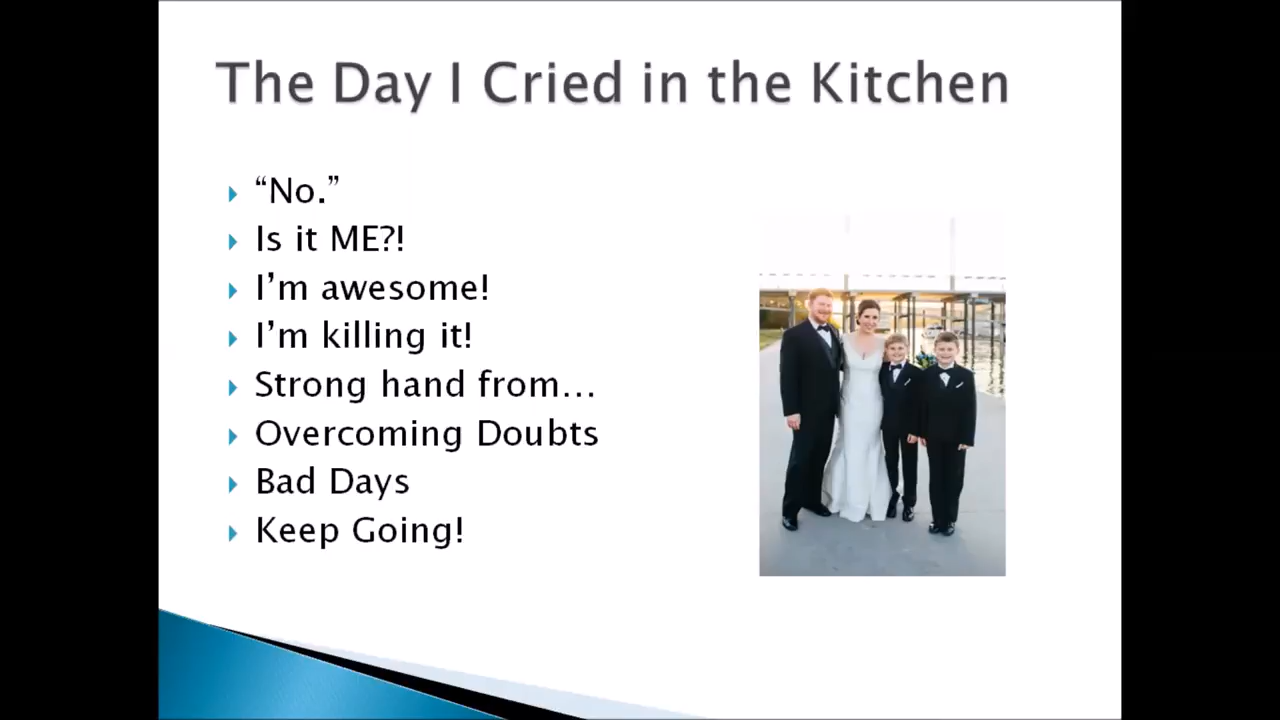 The Day I Cried in the Kitchen
“No.”
Is it ME?!
I’m awesome!
I’m killing it!
Strong hand from…
Overcoming Doubts
Bad Days
Keep Going!